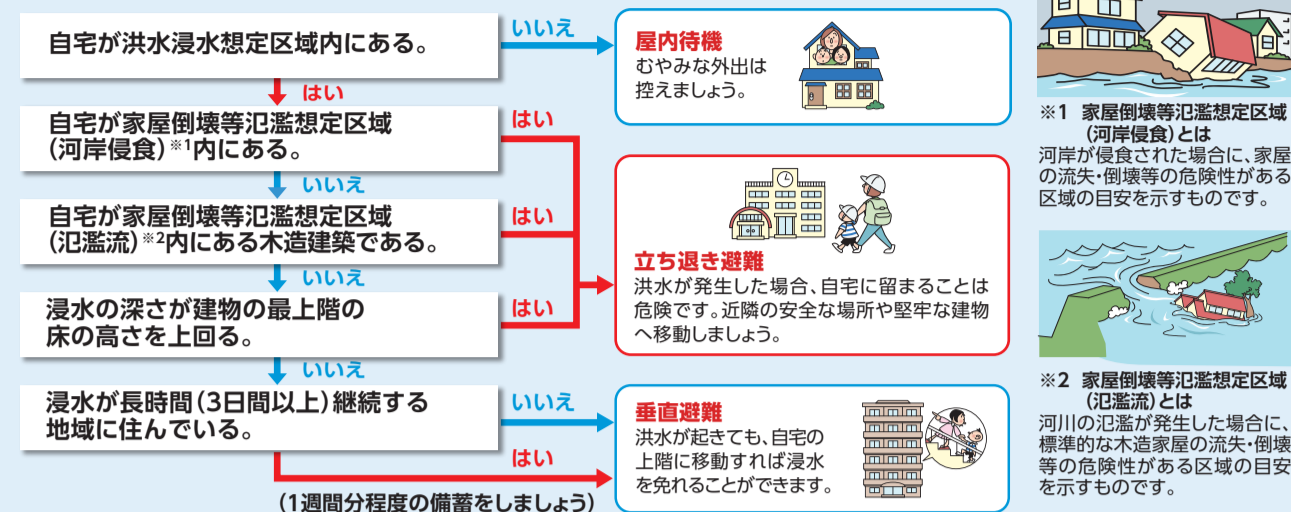 自宅が洪水浸水想定区域内にある。
いいえ
屋内待機
むやみな外出は
控えましょう。
はい
自宅が家屋倒壊等氾濫想定区域
(河岸侵食)※1内にある。
はい
いいえ
自宅が家屋倒壊等氾濫想定区域
(氾濫流)※2内にある木造建築である。
はい
いいえ
浸水の深さが建物の最上階の
床の高さを上回る。
はい
立ち退き避難
洪水が発生した場合、自宅に留まることは
危険です。近隣の安全な場所や堅牢な建物
へ移動しましょう。
いいえ
浸水が長時間(3日間以上)継続する
地域に住んでいる。
いいえ
はい
(1週間分程度の備蓄をしましょう)
垂直避難
洪水が起きても、自宅の
上階に移動すれば浸水
を免れることができます。
※1 家屋倒壊等氾濫想定区域
(河岸侵食)とは
河岸が侵食された場合に、家屋
の流失・倒壊等の危険性がある
区域の目安を示すものです。
※2 家屋倒壊等氾濫想定区域
(氾濫流)とは
河川の氾濫が発生した場合に、
標準的な木造家屋の流失・倒壊
等の危険性がある区域の目安
を示すものです。